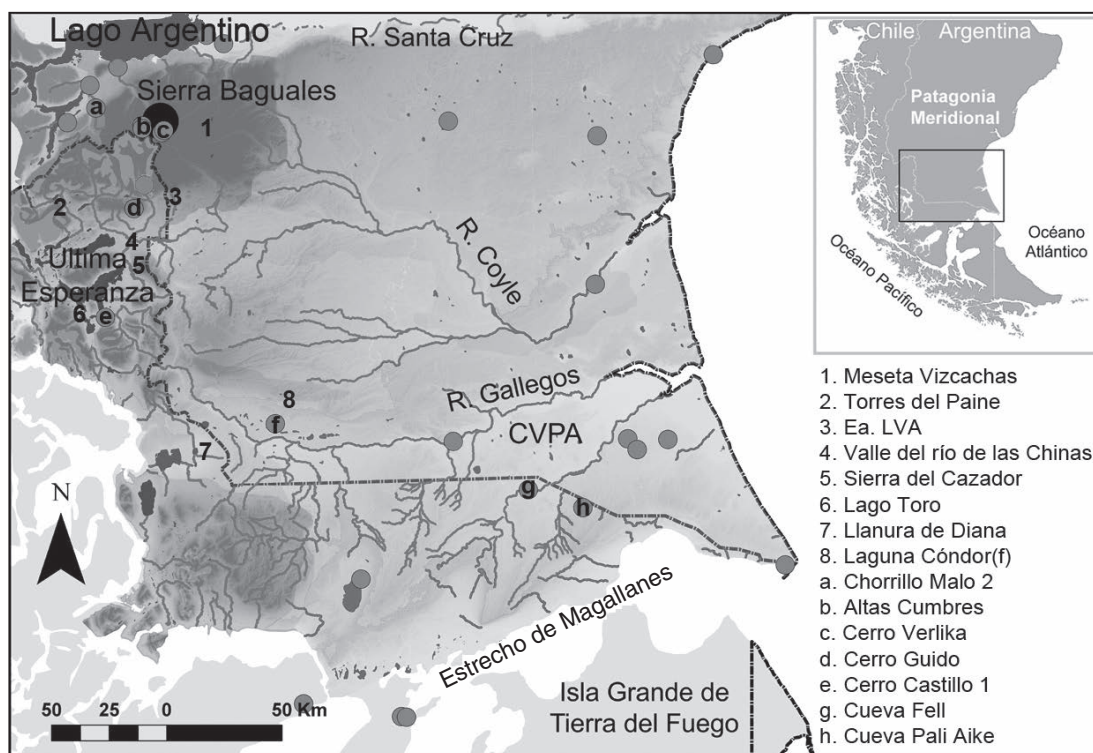 Lago Argentino
R. Santa Cruz
Sierra Baguales
a
b
c
1
2
3
d
4
Ultima
Esperanza
5
6
e
R. Coyle
8
f
R. Gallegos
7
CVPA
g
h
N
Estrecho de Magallanes
Isla Grande de
Tierra del Fuego
50 25 0 50 Km
Chile Argentina
Patagonia
Meridional
Océano
Atlántico
Océano Pacífico
1. Meseta Vizcachas
2. Torres del Paine
3. Ea. LVA
4. Valle del río de las Chinas
5. Sierra del Cazador
6. Lago Toro
7. Llanura de Diana
8. Laguna Cóndor(f)
a. Chorrillo Malo 2
b. Altas Cumbres
c. Cerro Verlika
d. Cerro Guido
e. Cerro Castillo 1
g. Cueva Fell
h. Cueva Pali Aike